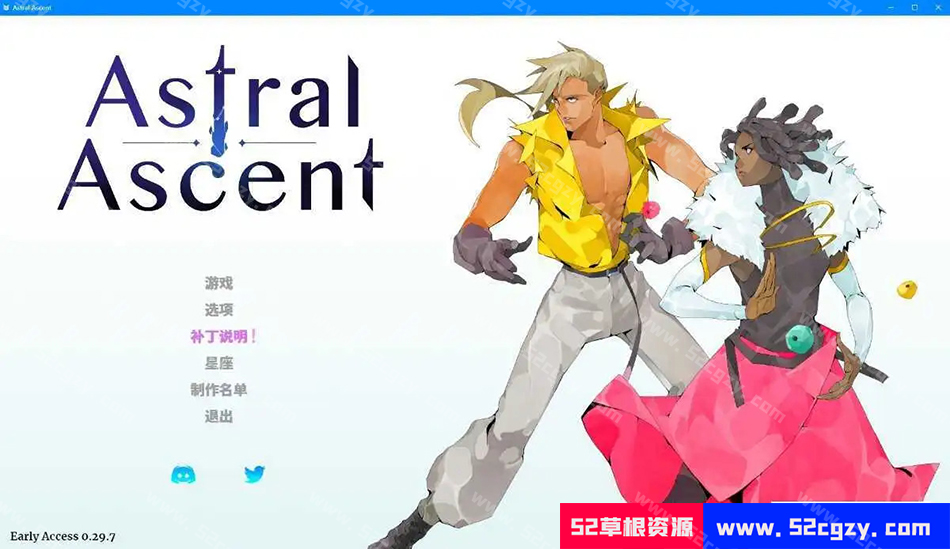 Astral Ascent
Astral
Ascent
游戏
选项
补丁说明！
星座
制作名单
退出
Early Access 0.29.7
52草根资源 www.52cgzy.com